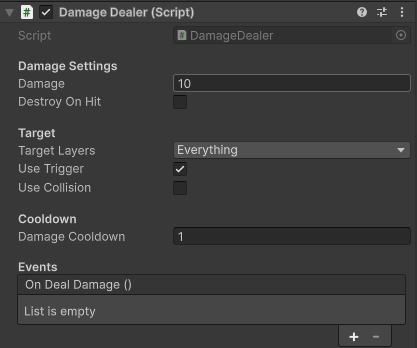 Damage Dealer (Script)
Script DamageDealer
Damage Settings
Damage 10
Destroy On Hit
Target
Target Layers Everything
Use Trigger
Use Collision
Cooldown
Damage Cooldown 1
Events
On Deal Damage ()
List is empty